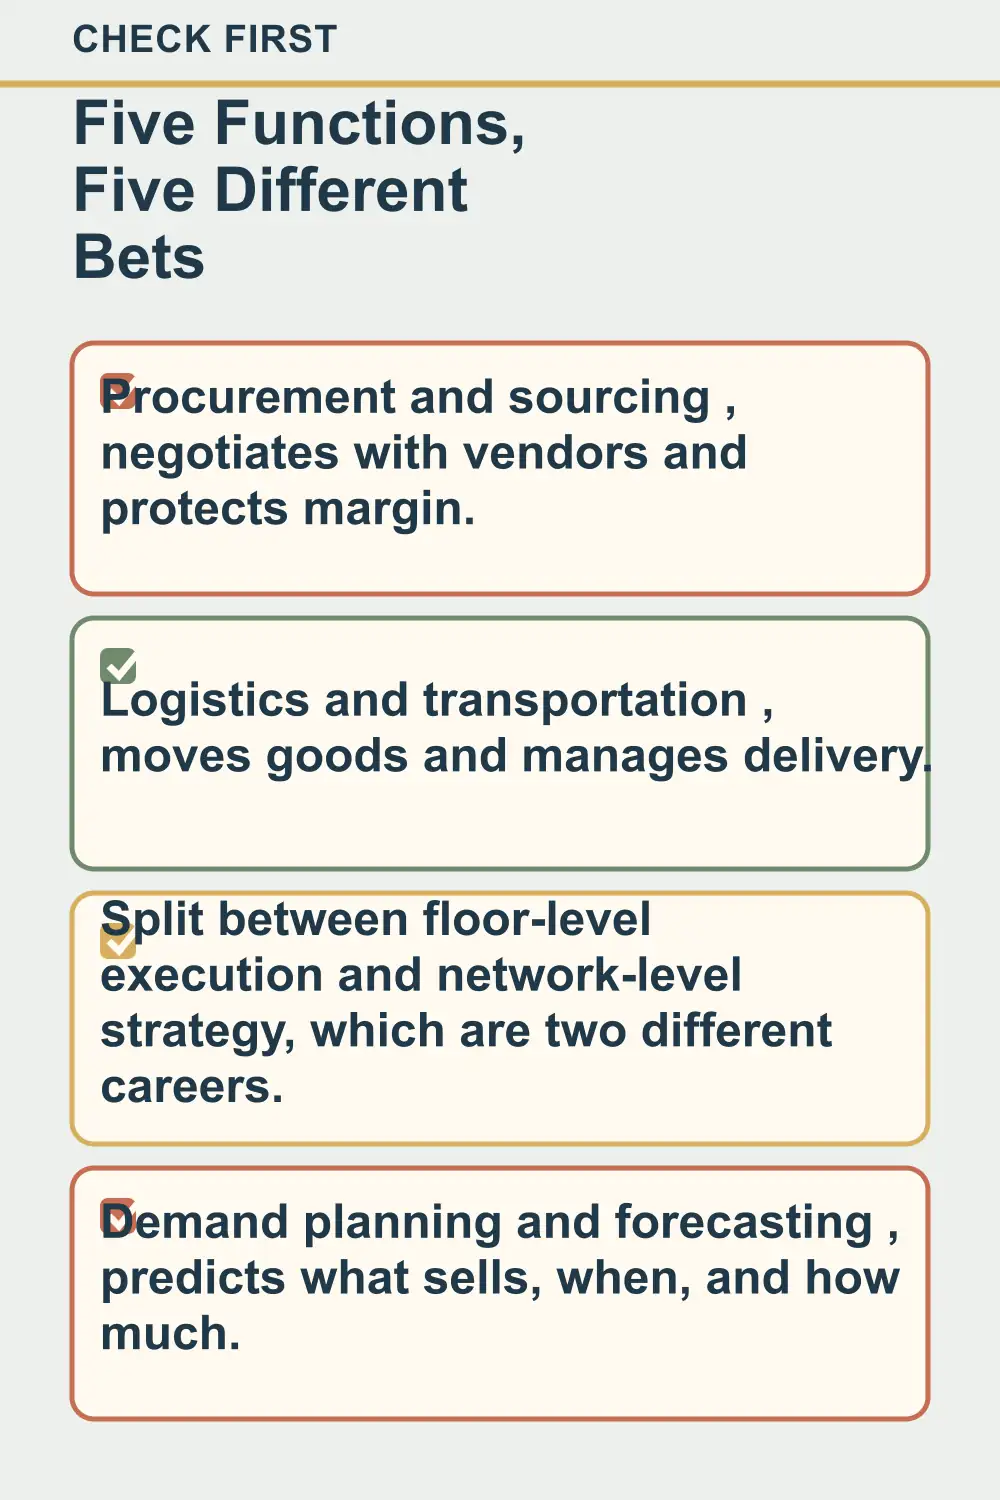 CHECK FIRST
Five Functions,
Five Different
Bets
Procurement and sourcing ,
negotiates with vendors and
protects margin.
Logistics and transportation ,
moves goods and manages delivery.
Split between floor-level
execution and network-level
strategy, which are two different
careers.
Demand planning and forecasting ,
predicts what sells, when, and how
much.